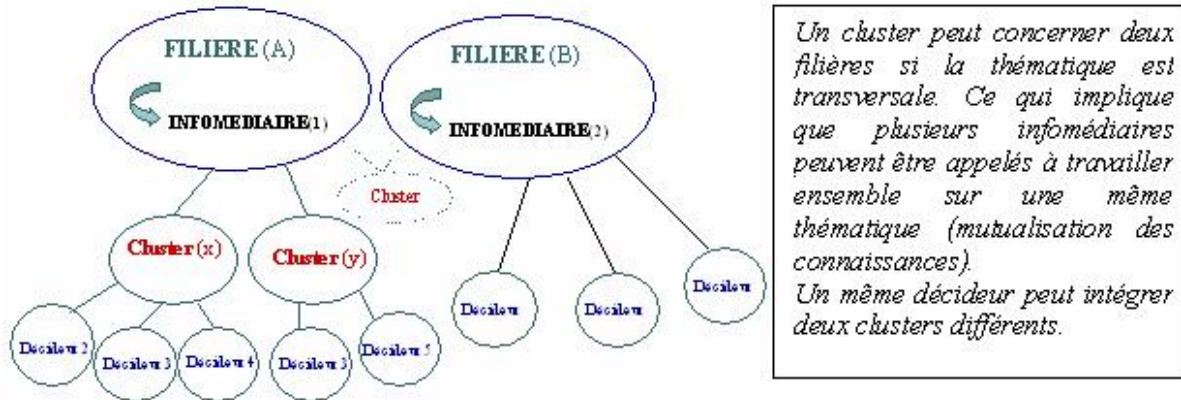 FILIERE (A)
INFOMEDIAIRE(1)
FILIERE (B)
INFOMEDIAIRE(2)
Cluster
Cluster (x)
Cluster (y)
Décideur 2
Décideur 3
Décideur 4
Décideur 3
Décideur 5
Décideur
Décideur
Décideur
Un cluster peut concerner deux
filières si la thématique est
transversale. Ce qui implique
que plusieurs infomédiaires
peuvent être appelés à travailler
ensemble sur une même
thématique (mutualisation des
connaissances).
Un même décideur peut intégrer
deux clusters différents.